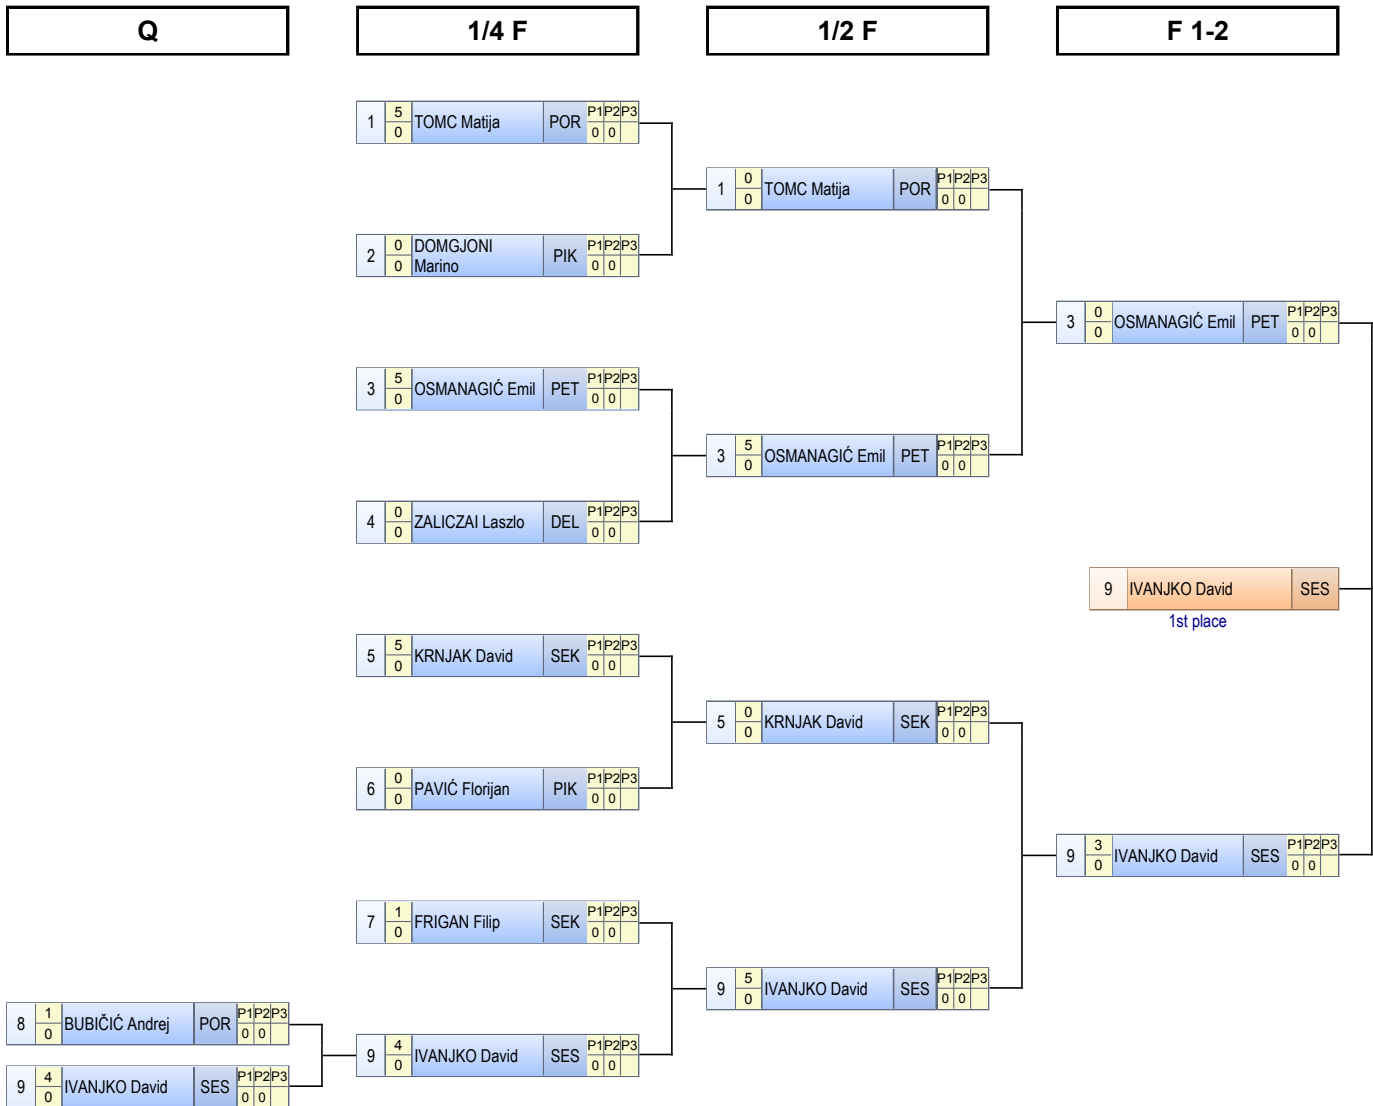 Q 1/4 F 1/2 F F 1-2
1 5 TOMC Matija POR P1 P2 P3
0 0 0
1 0 TOMC Matija POR P1 P2 P3
0 0 0
2 0 DOMGJONI Marino PIK P1 P2 P3
0 0 0
3 0 OSMANAGIĆ Emil PET P1 P2 P3
0 0 0
3 5 OSMANAGIĆ Emil PET P1 P2 P3
0 0 0
3 5 OSMANAGIĆ Emil PET P1 P2 P3
0 0 0
4 0 ZALICZAI Laszlo DEL P1 P2 P3
0 0 0
9 IVANJKO David SES
1st place
5 5 KRNJAK David SEK P1 P2 P3
0 0 0
5 0 KRNJAK David SEK P1 P2 P3
0 0 0
6 0 PAVIĆ Florijan PIK P1 P2 P3
0 0 0
9 3 IVANJKO David SES P1 P2 P3
0 0 0
7 1 FRIGAN Filip SEK P1 P2 P3
0 0 0
9 5 IVANJKO David SES P1 P2 P3
0 0 0
8 1 BUBIČIĆ Andrej POR P1 P2 P3
0 0 0
9 4 IVANJKO David SES P1 P2 P3
0 0 0
9 4 IVANJKO David SES P1 P2 P3
0 0 0